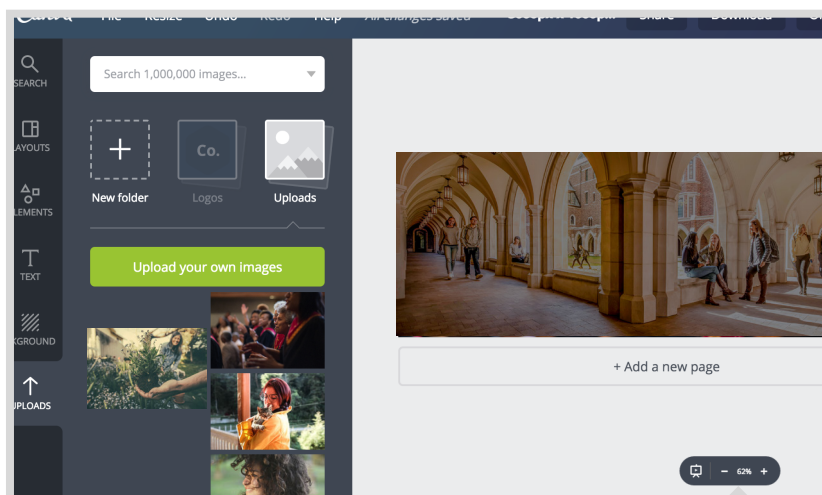 File Resize Undo Redo Help All changes saved Share Download
SEARCH
Search 1,000,000 images...
AYOUTS
Co.
New folder Logos Uploads
LEMENTS
Upload your own images
TEXT
KGROUND
+ Add a new page
UPLOADS
62%